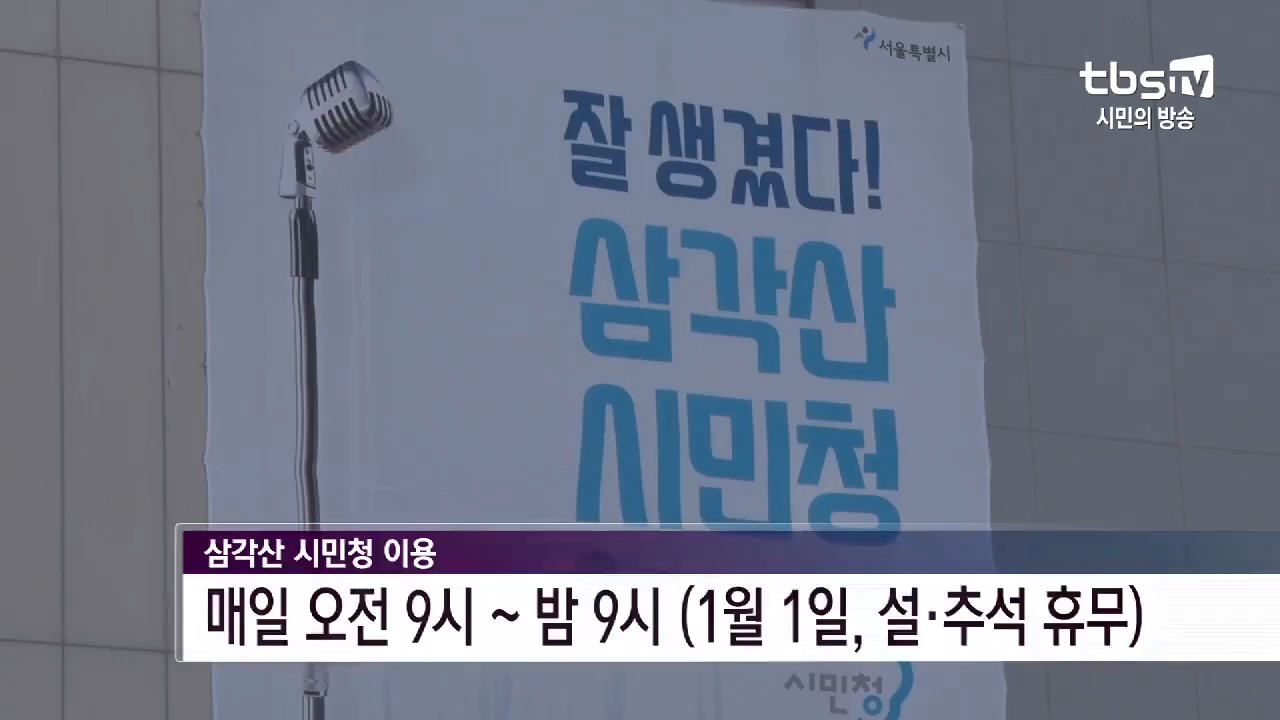 서울특별시
tbs TV
시민의 방송
잘 생겼다!
삼각산
시민청
삼각산 시민청 이용
매일 오전 9시 ~ 밤 9시 (1월 1일, 설·추석 휴무)
시민청